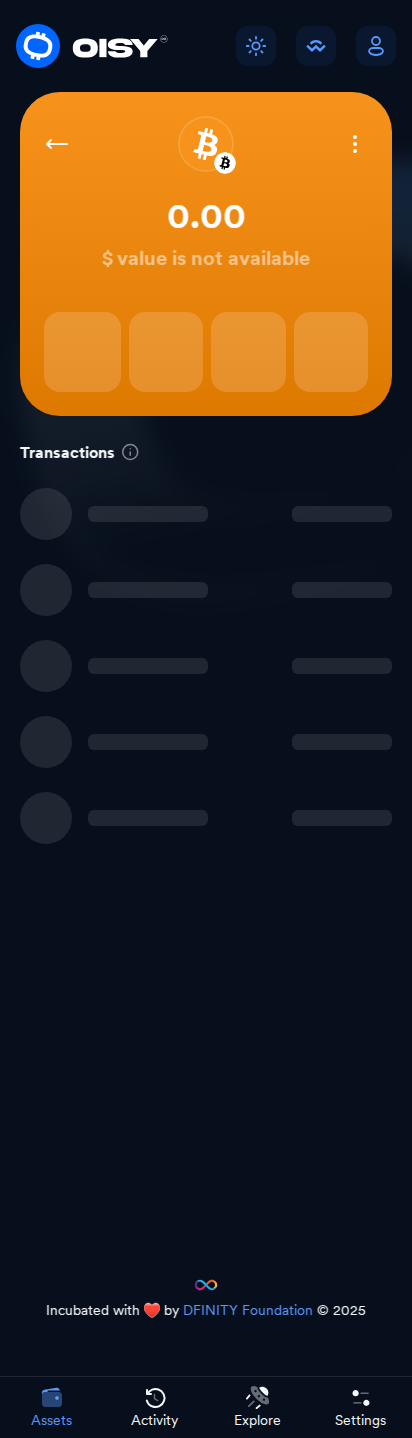 OISY
0.00
$ value is not available
Transactions
Incubated with ❤️ by DFINITY Foundation © 2025
Assets
Activity
Explore
Settings